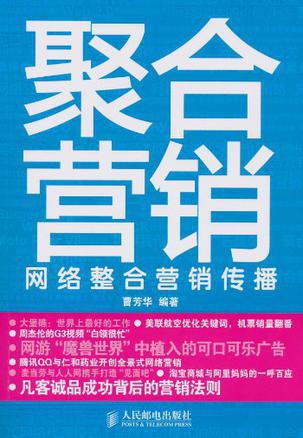 聚合
营销
网络整合营销传播
曹芳华 编著
●大堡礁:世界上最好的工作 ●美联航空优化关键词,机票销量翻番
●周杰伦的G3视频“白领很忙”
●网游“魔兽世界”中植入的可口可乐广告
●腾讯QQ与仁和药业开创全景式网络营销
●麦当劳与人人网携手打造“见面吧” ●淘宝商城与阿里妈妈的一呼百应
●凡客诚品成功背后的营销法则
人民邮电出版社
POSTS & TELECOM PRESS